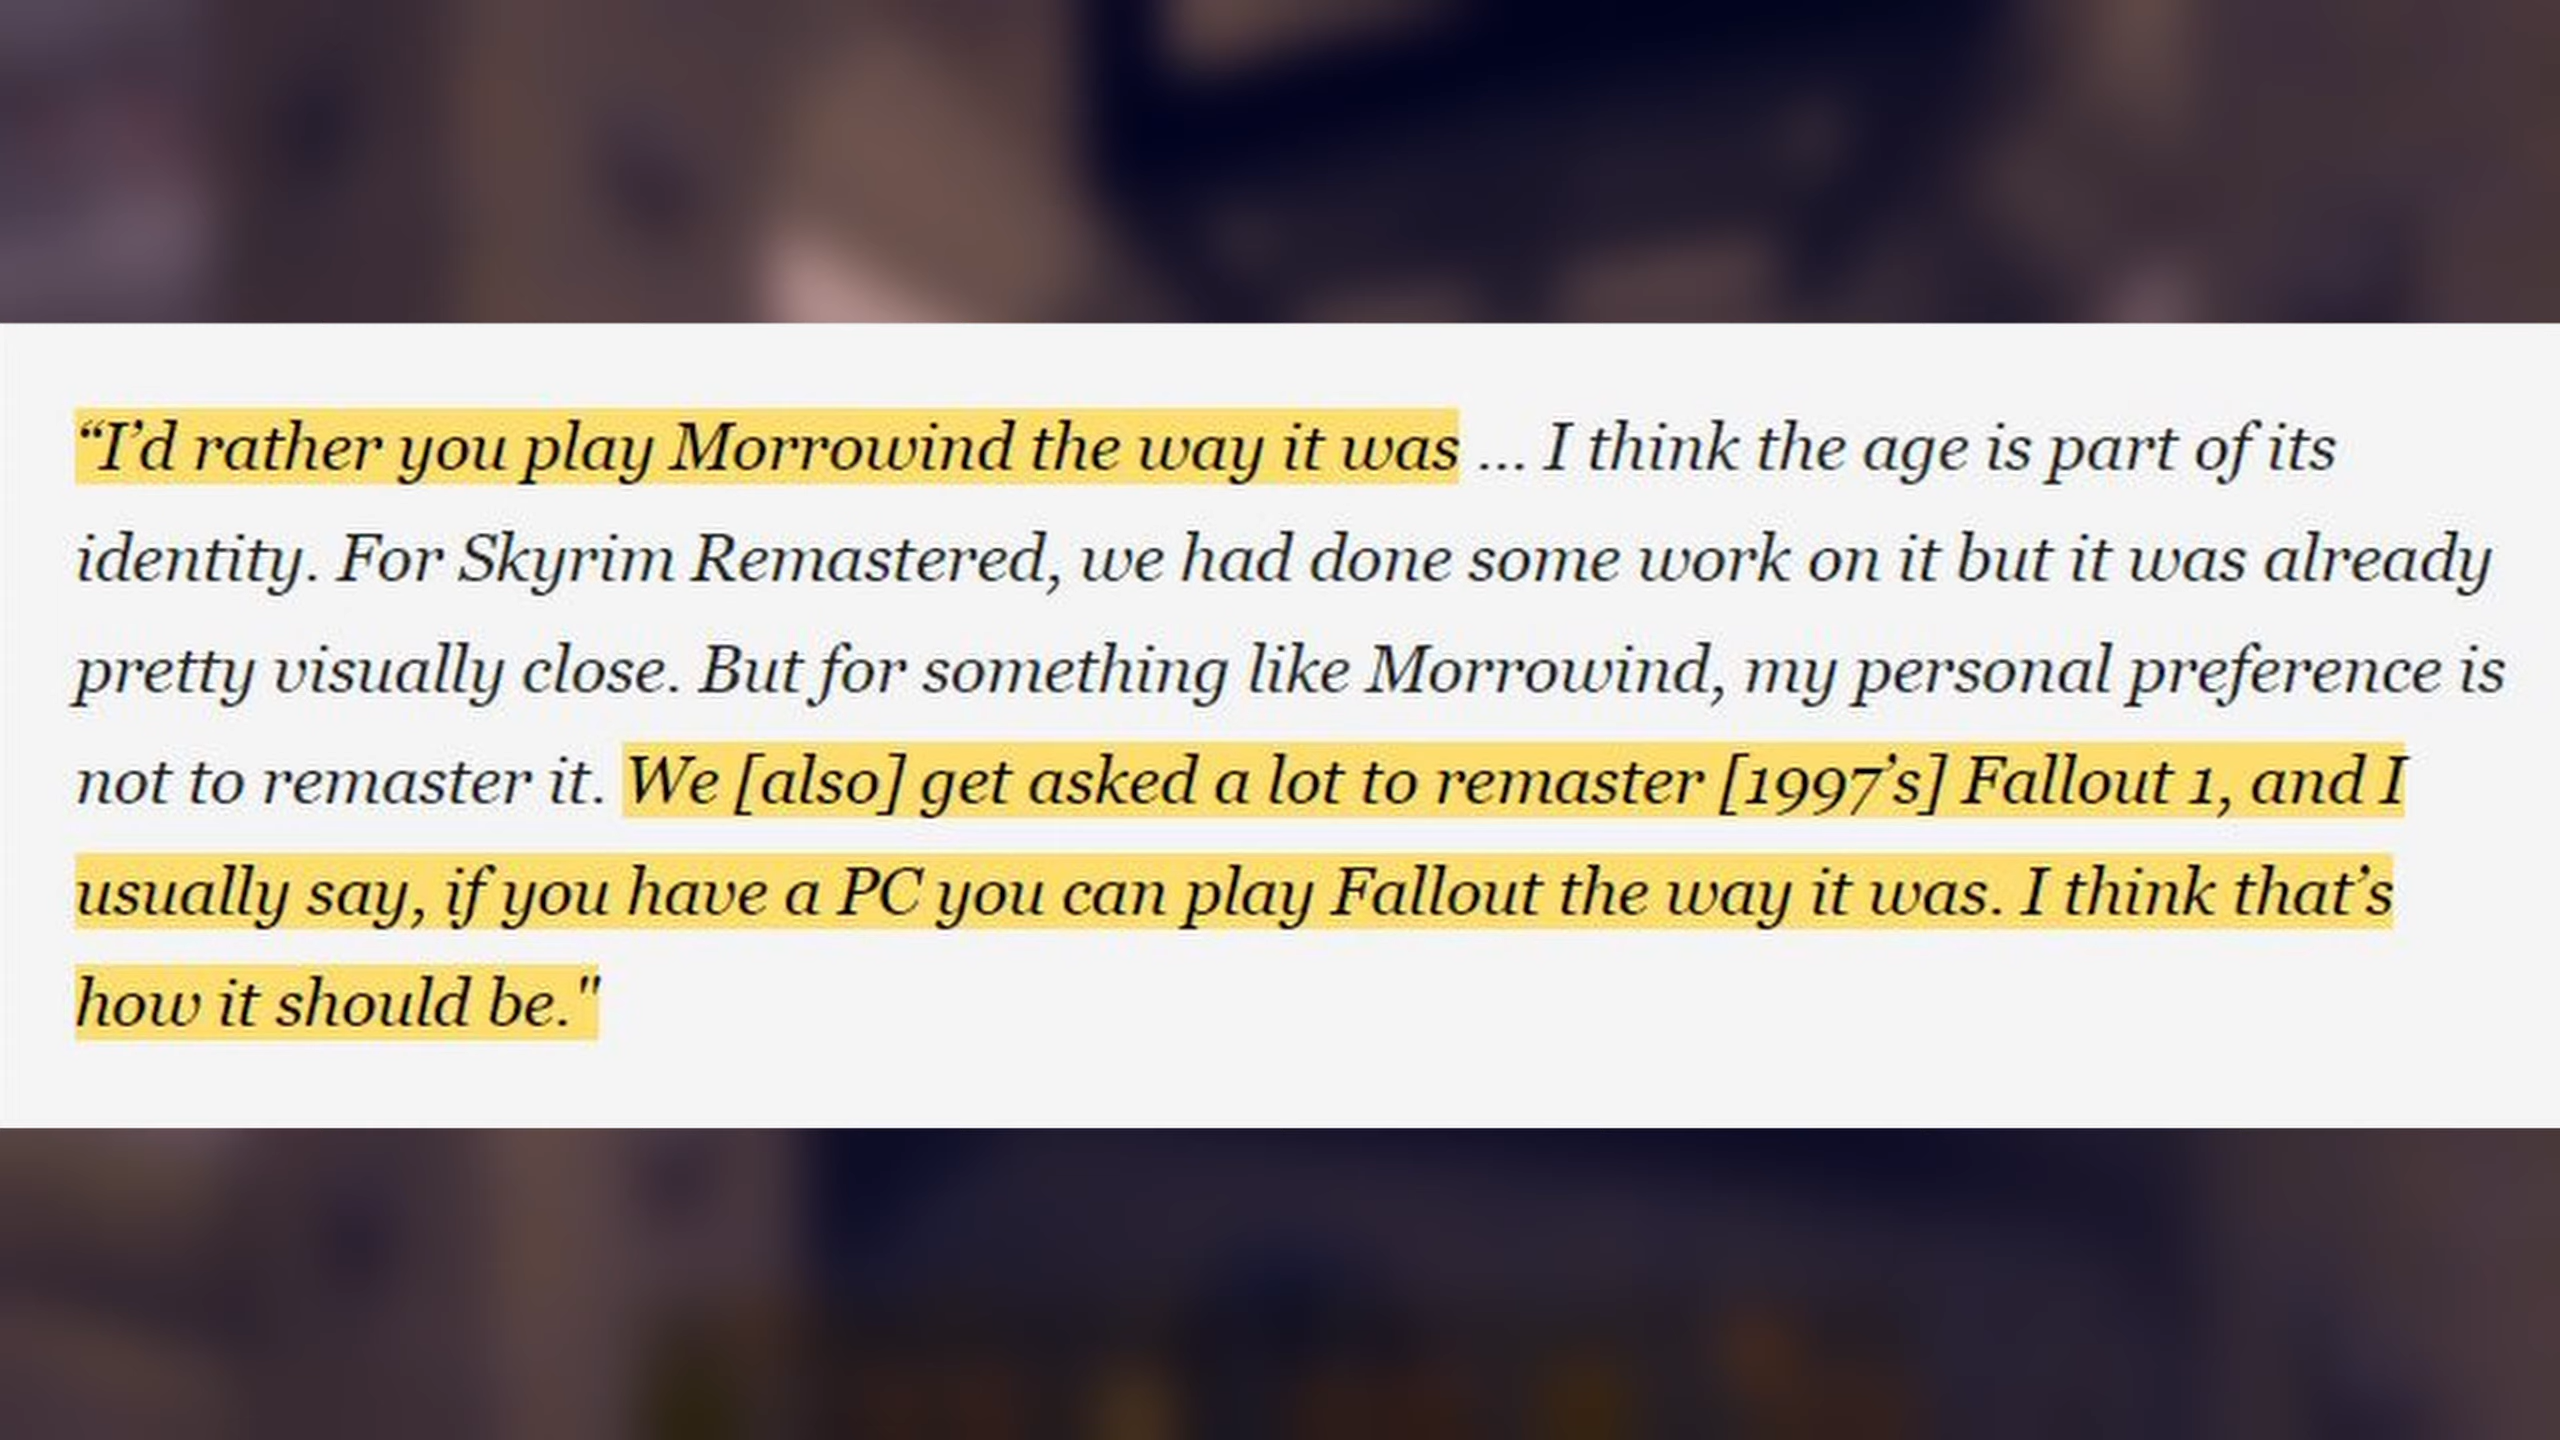 “I’d rather you play Morrowind the way it was ... I think the age is part of its
identity. For Skyrim Remastered, we had done some work on it but it was already
pretty visually close. But for something like Morrowind, my personal preference is
not to remaster it. We [also] get asked a lot to remaster [1997’s] Fallout 1, and I
usually say, if you have a PC you can play Fallout the way it was. I think that’s
how it should be."